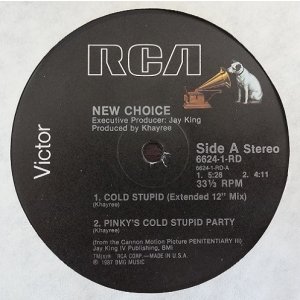 RCA
Victor
NEW CHOICE
Executive Producer: Jay King
Produced by Khayree
Side A Stereo
6624-1-RD
6624-1-RD-A
1. 5:28 2. 4:11
33⅓ RPM
1. COLD STUPID (Extended 12" Mix)
(Khayree)
2. PINKY'S COLD STUPID PARTY
(Khayree)
(from the Cannon Motion Picture PENITENTIARY III)
Jay King IV Publishing, BMI
TM(s)® RCA CORP.—MADE IN U.S.A.
℗ 1987 BMG MUSIC